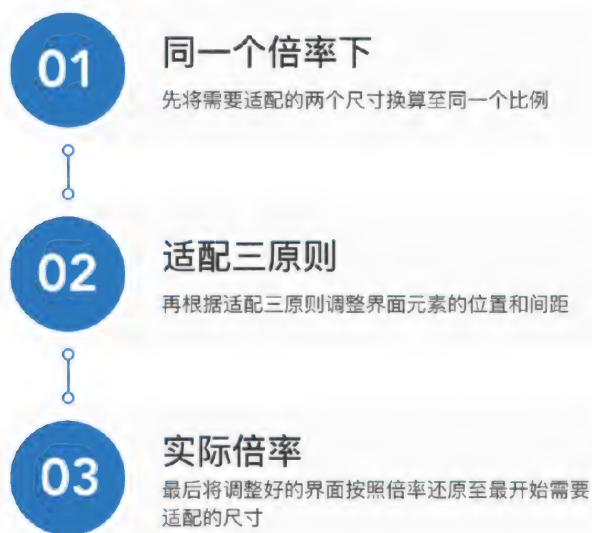 01
同一个倍率下
先将需要适配的两个尺寸换算至同一个比例
02
适配三原则
再根据适配三原则调整界面元素的位置和间距
03
实际倍率
最后将调整好的界面按照倍率还原至最开始需要
适配的尺寸